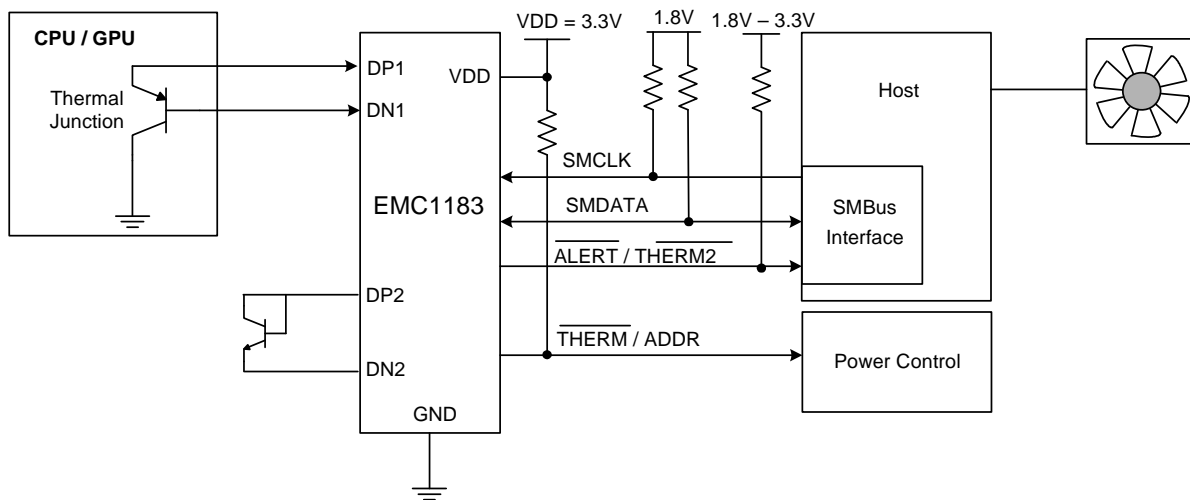 CPU / GPU
Thermal
Junction
DP1
DN1
VDD
EMC1183
DP2
DN2
GND
VDD = 3.3V
1.8V
1.8V – 3.3V
SMCLK
SMDATA
ALERT / THERM2
THERM / ADDR
Host
SMBus
Interface
Power Control